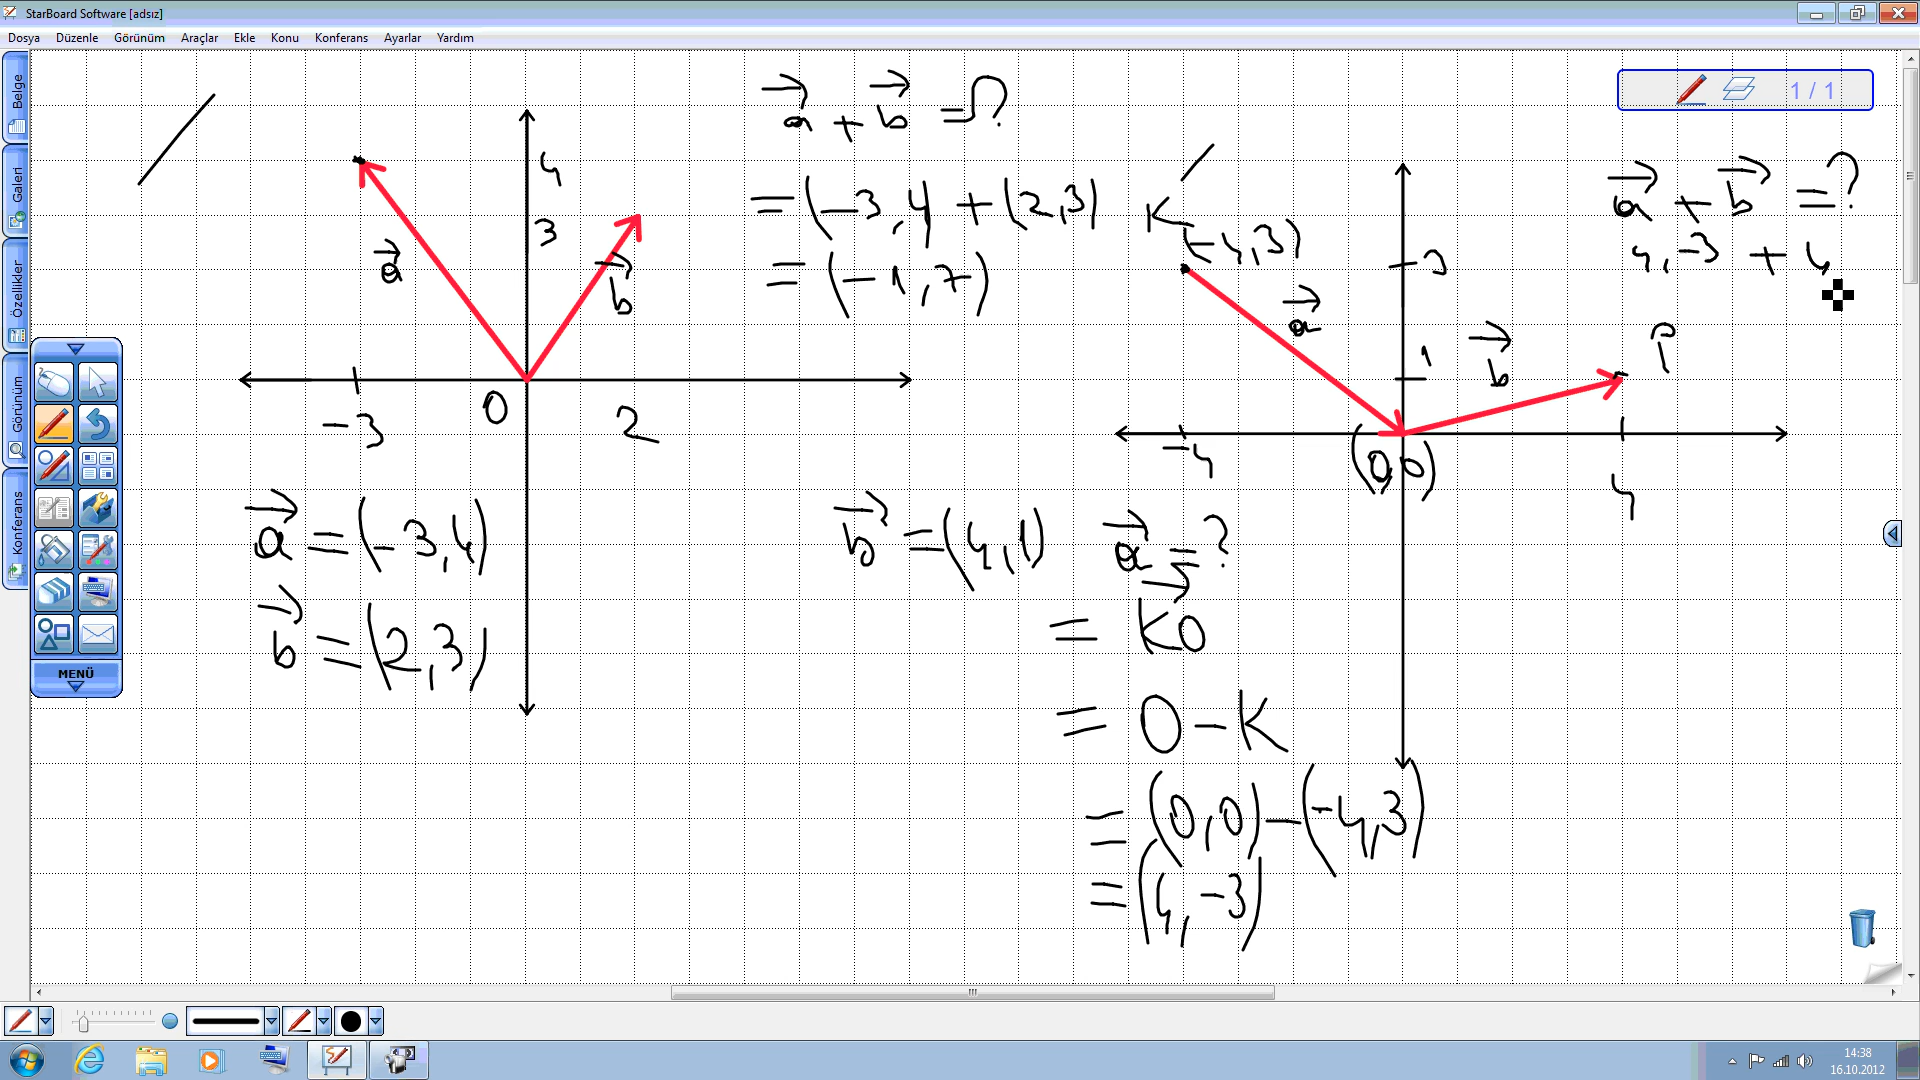 StarBoard Software [adsız]
Dosya Düzenle Görünüm Araçlar Ekle Konu Konferans Ayarlar Yardım
Belge
Galeri
Özellikler
Görünüm
Konferans
MENÜ
1 / 1
a + b = ?
= (-3,4) + (2,3)
= (-1,7)
4
3
a
b
-3
0
2
a = (-3,4)
b = (2,3)
a + b = ?
4,-3 + 4
K
(-4,3)
3
a
1
b
P
-4
(0,0)
4
b = (4,1)
a = ?
= KO
= O - K
= (0,0) - (-4,3)
= (4,-3)
14:38
16.10.2012